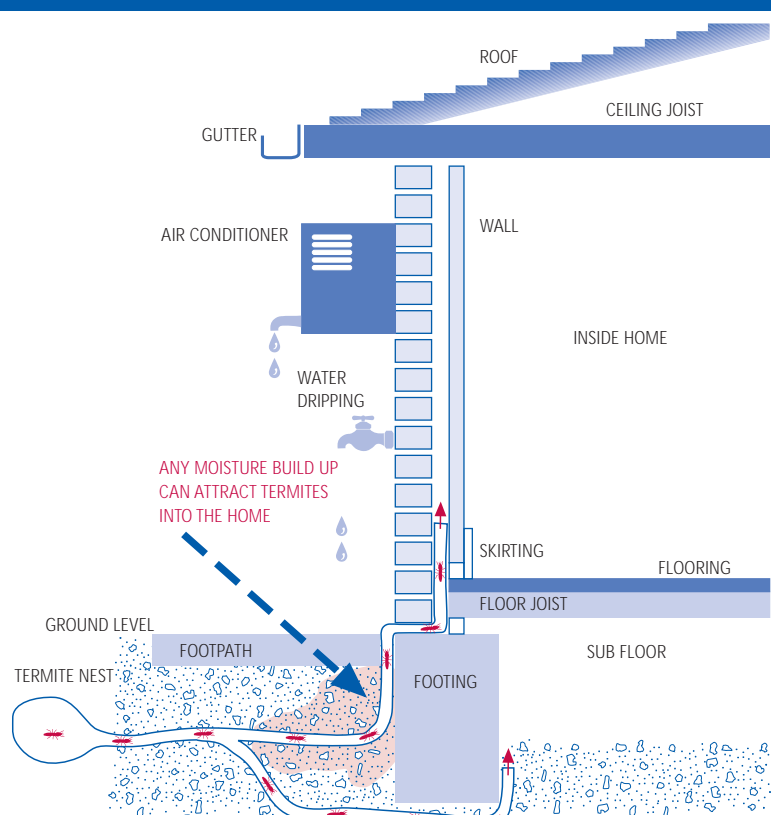 ROOF
CEILING JOIST
GUTTER
WALL
AIR CONDITIONER
INSIDE HOME
WATER
DRIPPING
ANY MOISTURE BUILD UP
CAN ATTRACT TERMITES
INTO THE HOME
SKIRTING
FLOORING
FLOOR JOIST
GROUND LEVEL
FOOTPATH
SUB FLOOR
TERMITE NEST
FOOTING